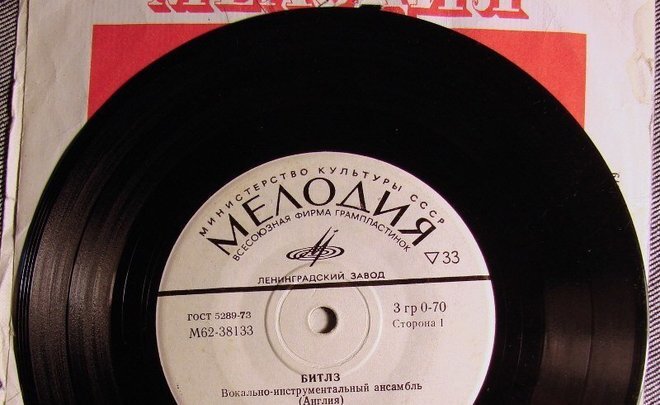 МЕЛОДИЯ
МИНИСТЕРСТВО КУЛЬТУРЫ СССР
МЕЛОДИЯ
ВСЕСОЮЗНАЯ ФИРМА ГРАМПЛАСТИНОК
▽33
ЛЕНИНГРАДСКИЙ ЗАВОД
ГОСТ 5289-73
3 гр 0-70
М62-38133
Сторона 1
БИТЛЗ
Вокально-инструментальный ансамбль
(Англия)